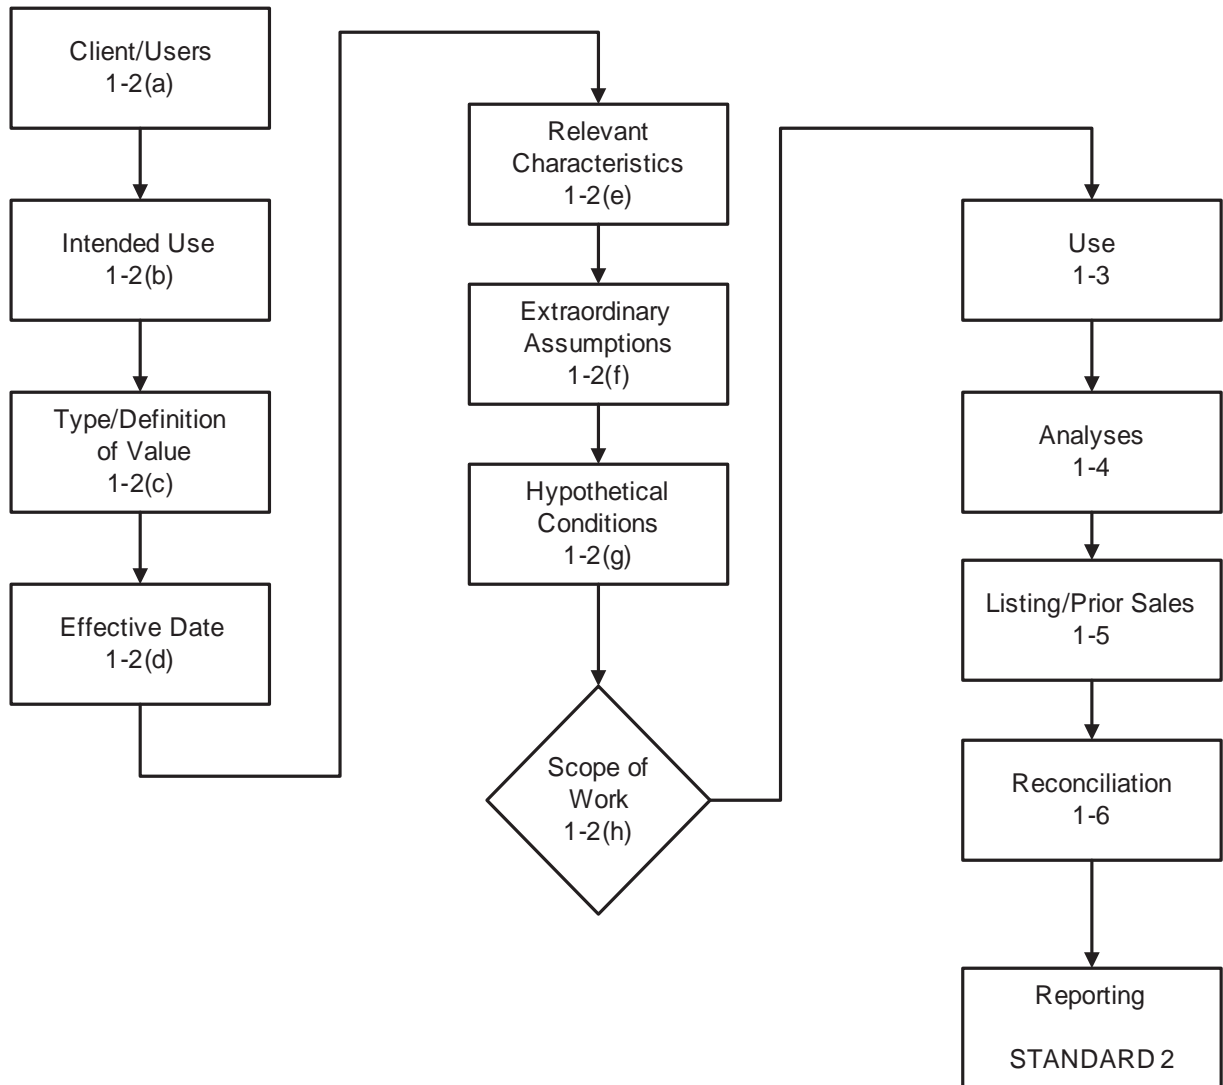 Client/Users
1-2(a)
Intended Use
1-2(b)
Type/Definition
of Value
1-2(c)
Effective Date
1-2(d)
Relevant
Characteristics
1-2(e)
Extraordinary
Assumptions
1-2(f)
Hypothetical
Conditions
1-2(g)
Scope of
Work
1-2(h)
Use
1-3
Analyses
1-4
Listing/Prior Sales
1-5
Reconciliation
1-6
Reporting
STANDARD 2